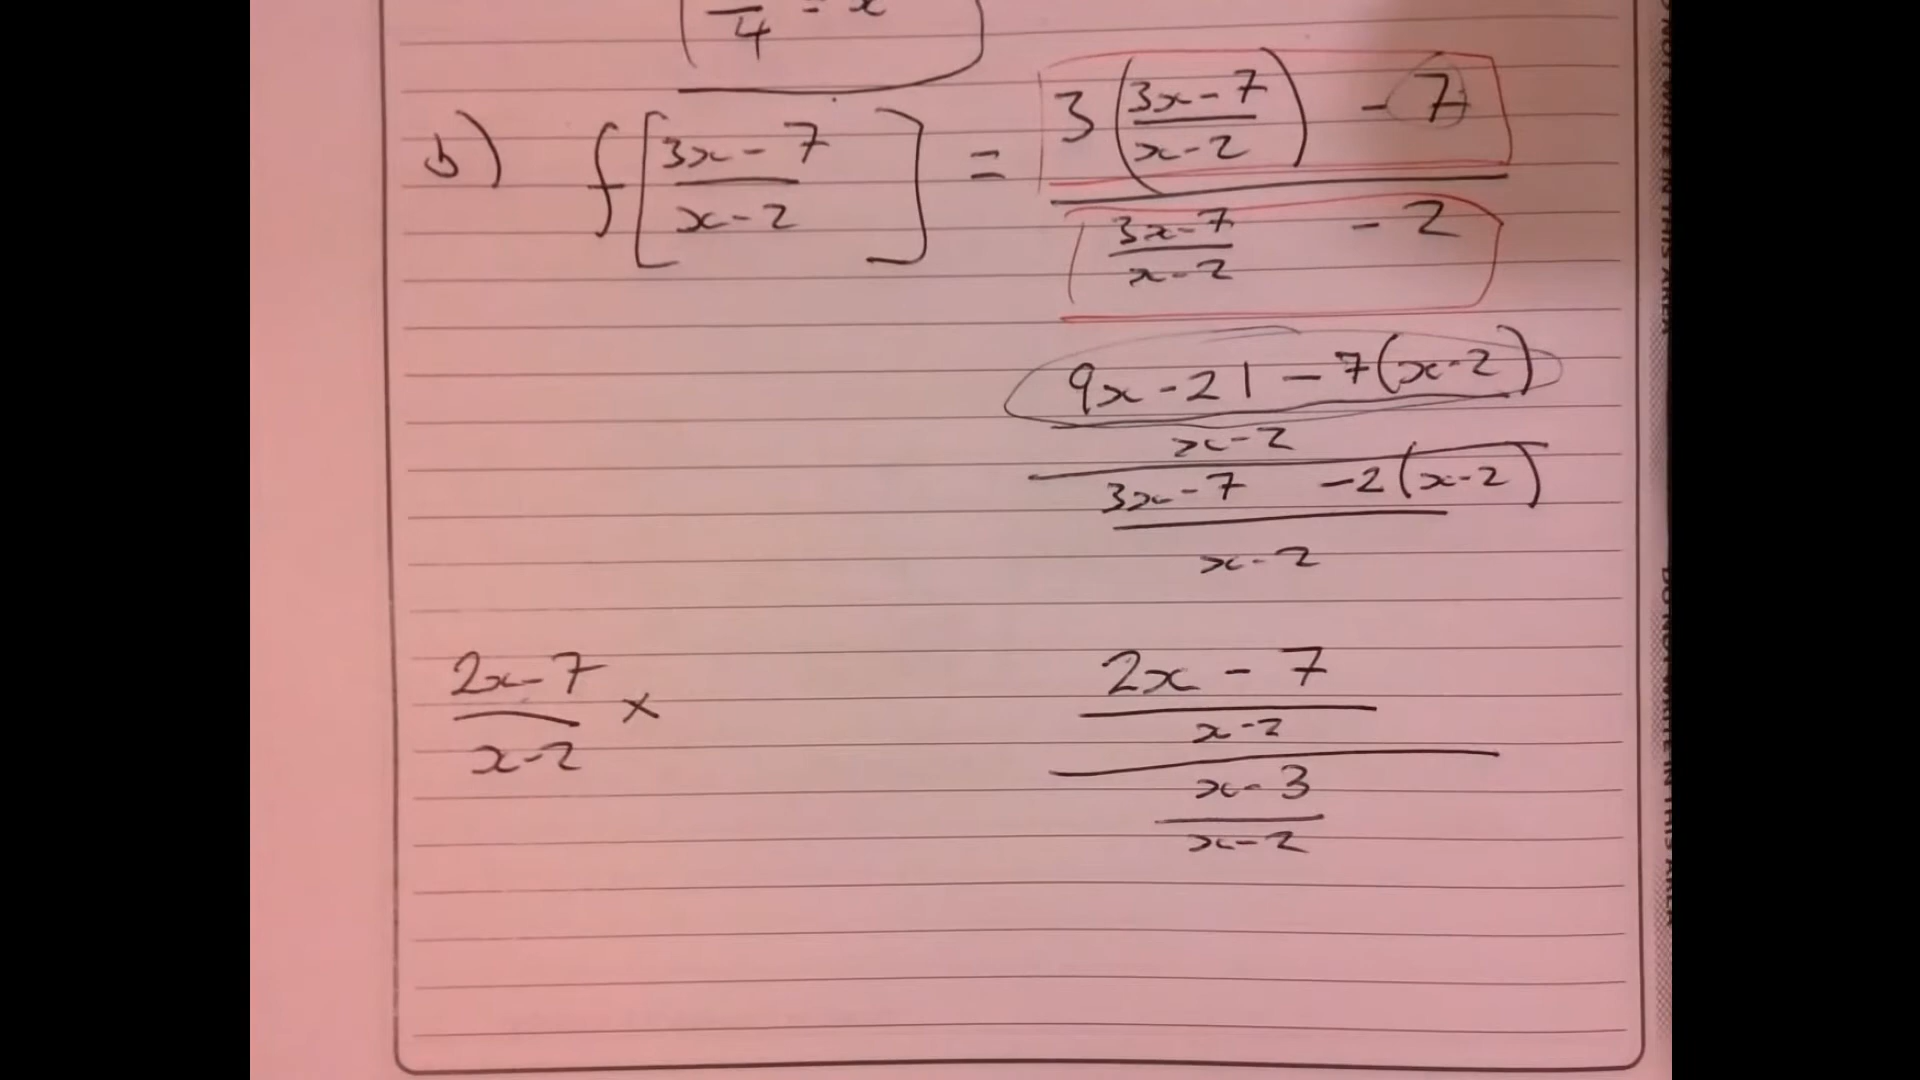 4 = x
b) f[(3x-7)/(x-2)] = (3((3x-7)/(x-2)) - 7)/((3x-7)/(x-2) - 2)
((9x-21-7(x-2))/(x-2))/((3x-7 -2(x-2))/(x-2))
(2x-7)/(x-2) ×
((2x-7)/(x-2))/((x-3)/(x-2))